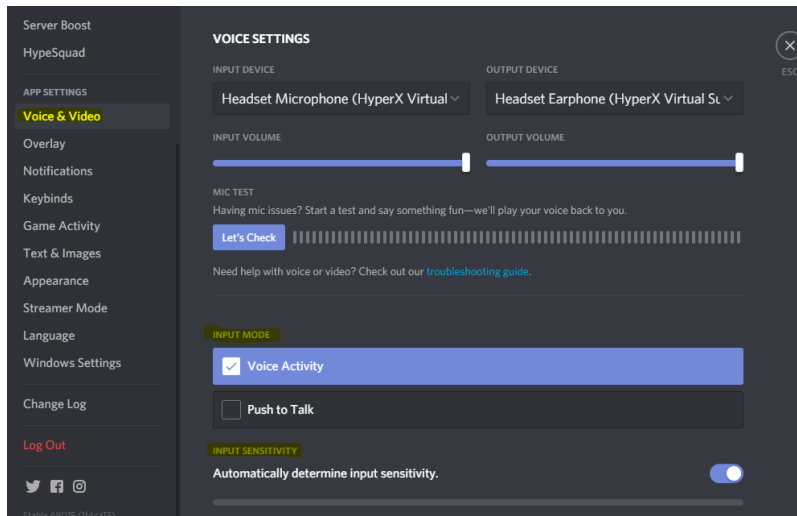 Server Boost
HypeSquad
APP SETTINGS
Voice & Video
Overlay
Notifications
Keybinds
Game Activity
Text & Images
Appearance
Streamer Mode
Language
Windows Settings
Change Log
Log Out
VOICE SETTINGS
INPUT DEVICE
Headset Microphone (HyperX Virtual
OUTPUT DEVICE
Headset Earphone (HyperX Virtual Su
INPUT VOLUME
OUTPUT VOLUME
MIC TEST
Having mic issues? Start a test and say something fun—we'll play your voice back to you.
Let's Check
Need help with voice or video? Check out our troubleshooting guide.
INPUT MODE
Voice Activity
Push to Talk
INPUT SENSITIVITY
Automatically determine input sensitivity.
ESC